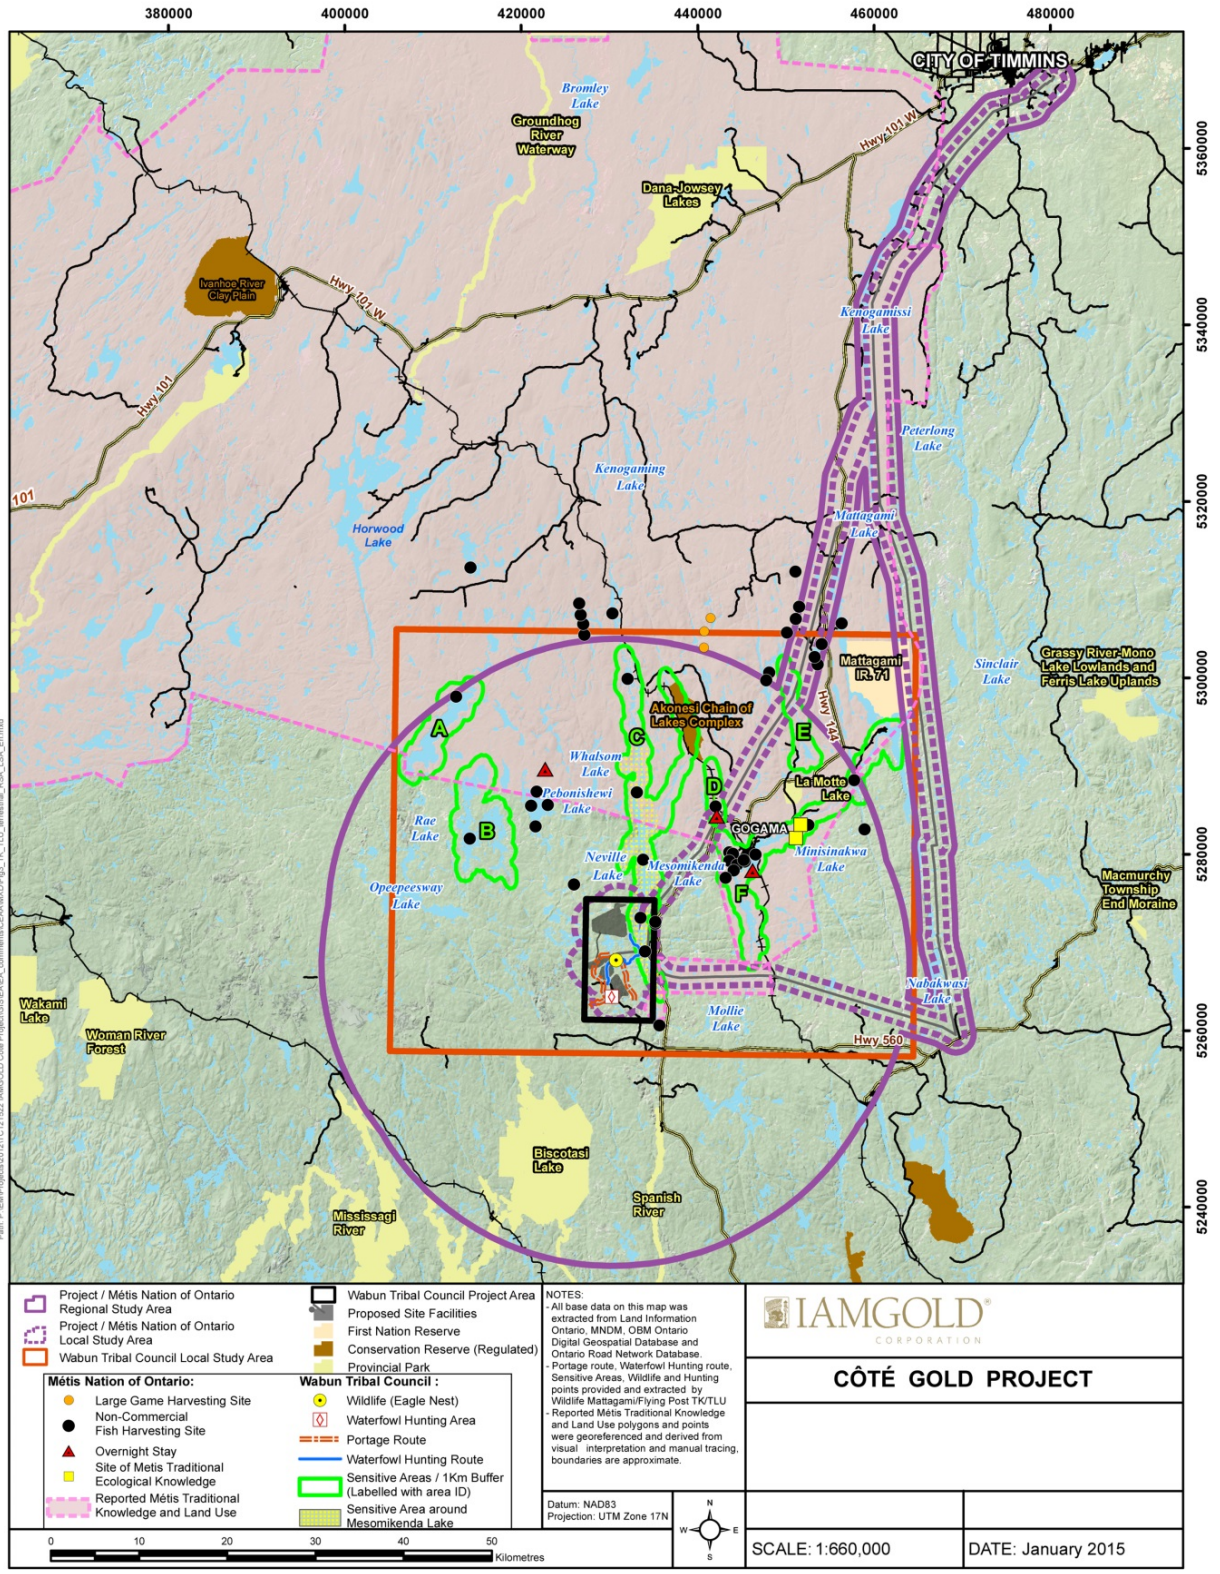 380000
400000
420000
440000
460000
480000
CITY OF TIMMINS
Bromley
Lake
Groundhog
River
Waterway
Hwy 101 W
5360000
Dana-Jowsey
Lakes
Ivanhoe River
Clay Plain
Hwy 101 W
Kenogamissi
Lake
5340000
Hwy 101
Peterlong
Lake
Kenogaming
Lake
101
5320000
Horwood
Lake
Mattagami
Lake
Mattagami
IR. 71
Sinclair
Lake
Grassy River-Mono
Lake Lowlands and
Ferris Lake Uplands
5300000
Akonesi Chain of
Lakes Complex
Hwy 144
A
C
E
Whalsom
Lake
D
La Motte
Lake
Pebonishewi
Lake
Rae
Lake
B
GOGAMA
5280000
Neville
Lake
Mesomikenda
Lake
Minisinakwa
Lake
Opeepeesway
Lake
F
Macmurchy
Township
End Moraine
Wakami
Lake
Woman River
Forest
Nabakwasi
Lake
Mollie
Lake
5260000
Hwy 560
Biscotasi
Lake
Spanish
River
Mississagi
River
5240000
Project / Métis Nation of Ontario
Regional Study Area
Project / Métis Nation of Ontario
Local Study Area
Wabun Tribal Council Local Study Area
Wabun Tribal Council Project Area
Proposed Site Facilities
First Nation Reserve
Conservation Reserve (Regulated)
Provincial Park
Métis Nation of Ontario:
Large Game Harvesting Site
Non-Commercial
Fish Harvesting Site
Overnight Stay
Site of Metis Traditional
Ecological Knowledge
Reported Métis Traditional
Knowledge and Land Use
Wabun Tribal Council :
Wildlife (Eagle Nest)
Waterfowl Hunting Area
Portage Route
Waterfowl Hunting Route
Sensitive Areas / 1Km Buffer
(Labelled with area ID)
Sensitive Area around
Mesomikenda Lake
0 10 20 30 40 50
Kilometres
NOTES:
- All base data on this map was
extracted from Land Information
Ontario, MNDM, OBM Ontario
Digital Geospatial Database and
Ontario Road Network Database.
- Portage route, Waterfowl Hunting route,
Sensitive Areas, Wildlife and Hunting
points provided and extracted by
Wildlife Mattagami/Flying Post TK/TLU
- Reported Métis Traditional Knowledge
and Land Use polygons and points
were georeferenced and derived from
visual interpretation and manual tracing,
boundaries are approximate.
Datum: NAD83
Projection: UTM Zone 17N
N
W E
S
IAMGOLD®
CORPORATION
CÔTÉ GOLD PROJECT
SCALE: 1:660,000
DATE: January 2015